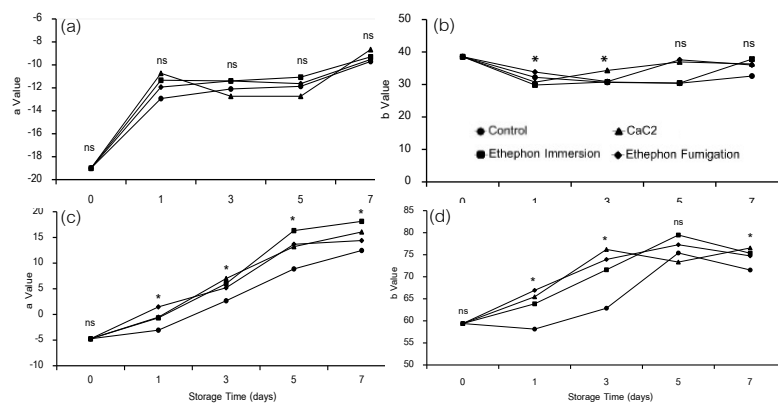 (a)
a Value
-6
-8
-10
-12
-14
-16
-18
-20
ns
ns
ns
ns
ns
0
1
3
5
7
(b)
b Value
50
40
30
20
10
0
*
*
ns
ns
Control
CaC2
Ethephon Immersion
Ethephon Fumigation
0
1
3
5
7
(c)
a Value
20
15
10
5
0
-5
-10
ns
*
*
*
*
0
1
3
5
7
Storage Time (days)
(d)
b Value
85
80
75
70
65
60
55
50
ns
*
*
ns
*
0
1
3
5
7
Storage Time (days)